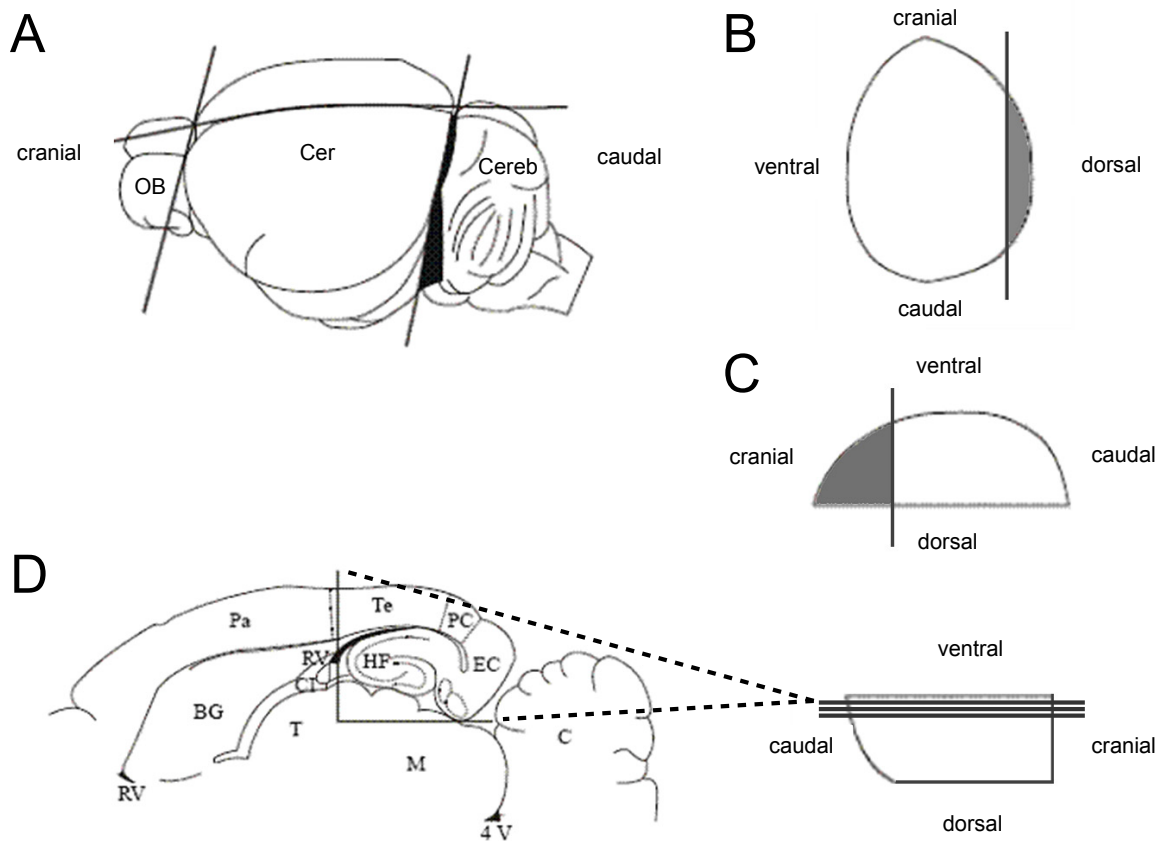 A
cranial
OB
Cer
Cereb
caudal
B
cranial
ventral
dorsal
caudal
C
ventral
cranial
caudal
dorsal
D
Pa
Te
PC
RV
HF
EC
CI
BG
T
M
C
RV
4 V
ventral
caudal
cranial
dorsal